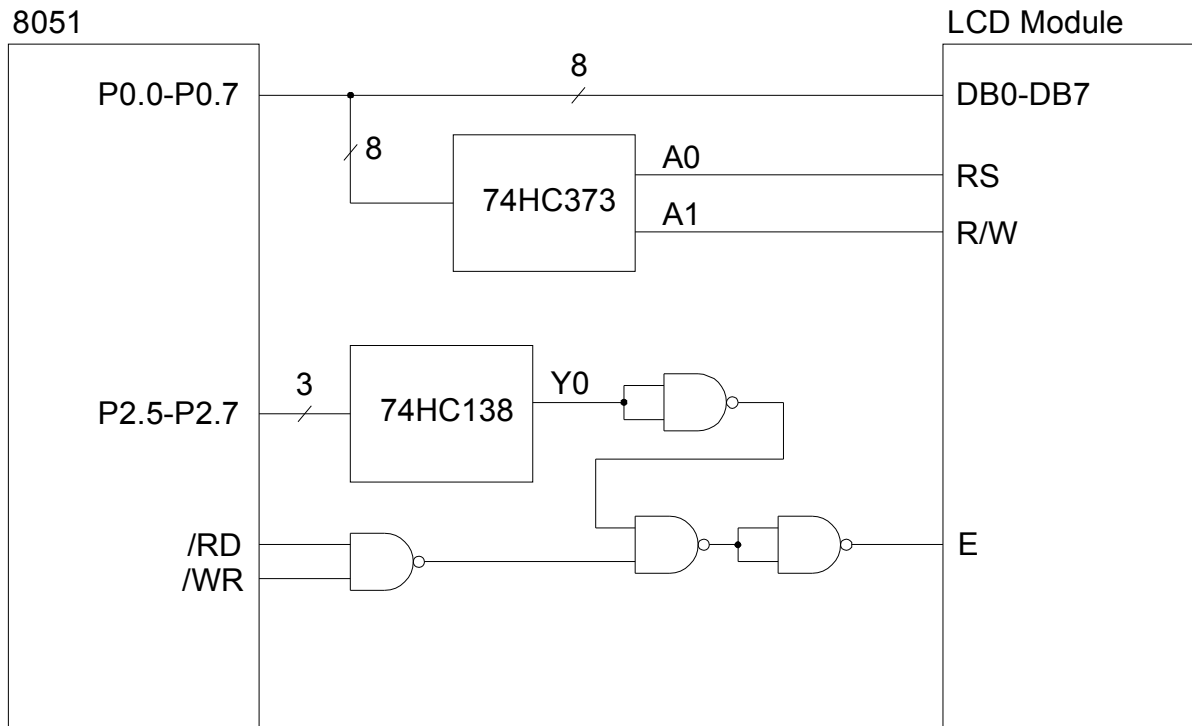 8051
LCD Module
P0.0-P0.7
8
DB0-DB7
8
74HC373
A0
RS
A1
R/W
P2.5-P2.7
3
74HC138
Y0
/RD
/WR
E